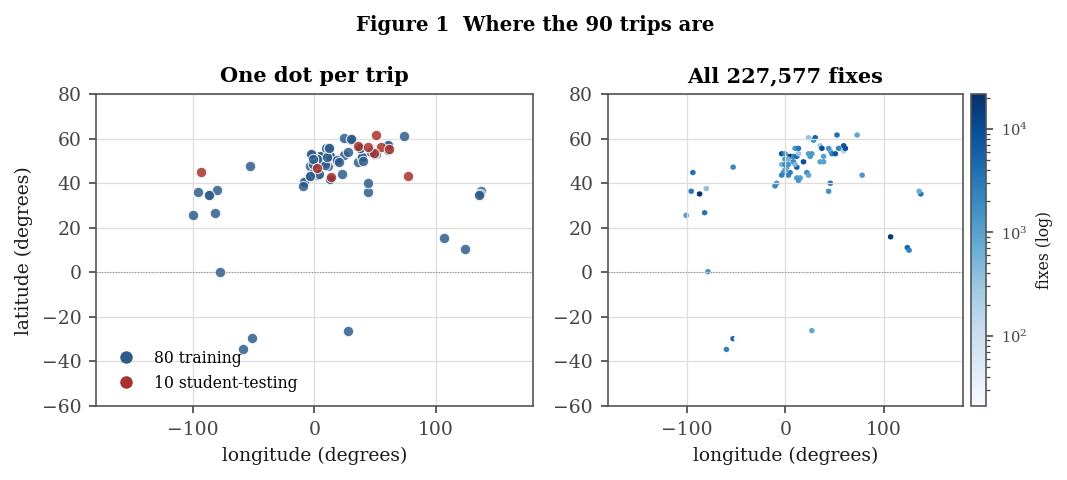 Figure 1  Where the 90 trips are
One dot per trip
80
60
40
20
0
−20
−40
−60
latitude (degrees)
80 training
10 student-testing
−100
0
100
longitude (degrees)
All 227,577 fixes
80
60
40
20
0
−20
−40
−60
−100
0
100
longitude (degrees)
10⁴
10³
10²
fixes (log)